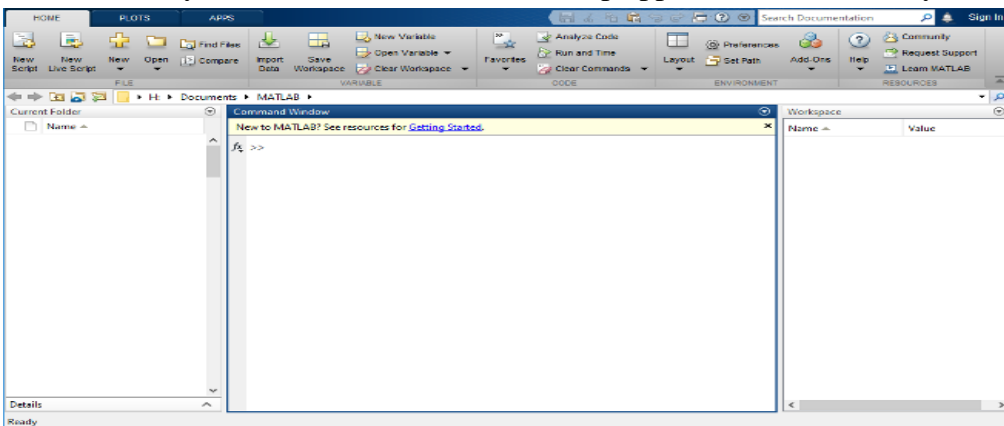 HOME PLOTS APPS Search Documentation Sign In
New Script New Live Script New Open Find Files Compare Import Data Save Workspace New Variable Open Variable Clear Workspace Favorites Analyze Code Run and Time Clear Commands Layout Preferences Set Path Add-Ons Help Community Request Support Learn MATLAB
FILE VARIABLE CODE ENVIRONMENT RESOURCES
H: Documents MATLAB
Current Folder Command Window Workspace
Name New to MATLAB? See resources for Getting Started. Name Value
fx >>
Details
Ready